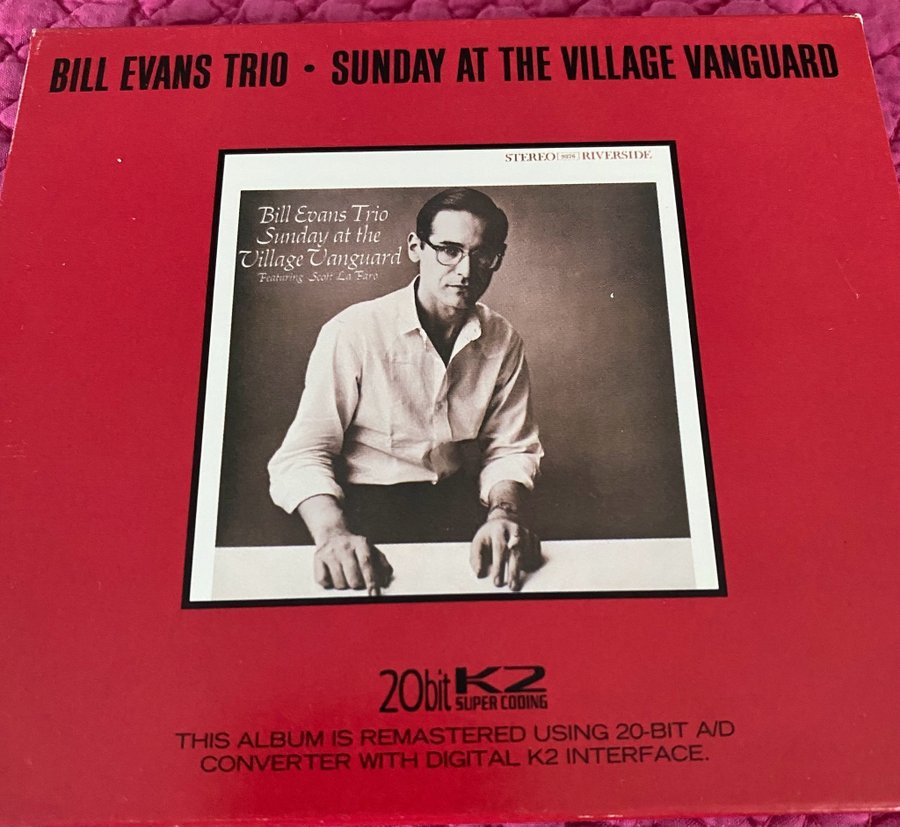 BILL EVANS TRIO • SUNDAY AT THE VILLAGE VANGUARD
STEREO 9376 RIVERSIDE
Bill Evans Trio
Sunday at the
Village Vanguard
Featuring Scott La Faro
20bit K2
SUPER CODING
THIS ALBUM IS REMASTERED USING 20-BIT A/D
CONVERTER WITH DIGITAL K2 INTERFACE.